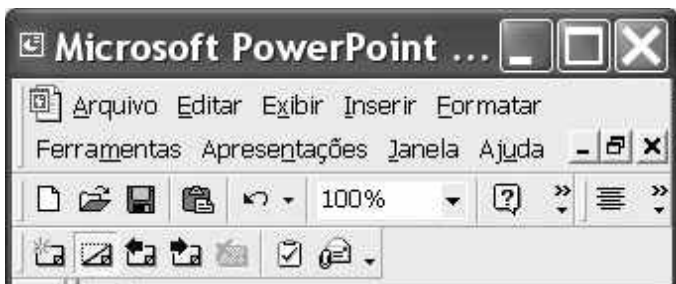 Microsoft PowerPoint ...
Arquivo Editar Exibir Inserir Formatar
Ferramentas Apresentações Janela Ajuda
100%